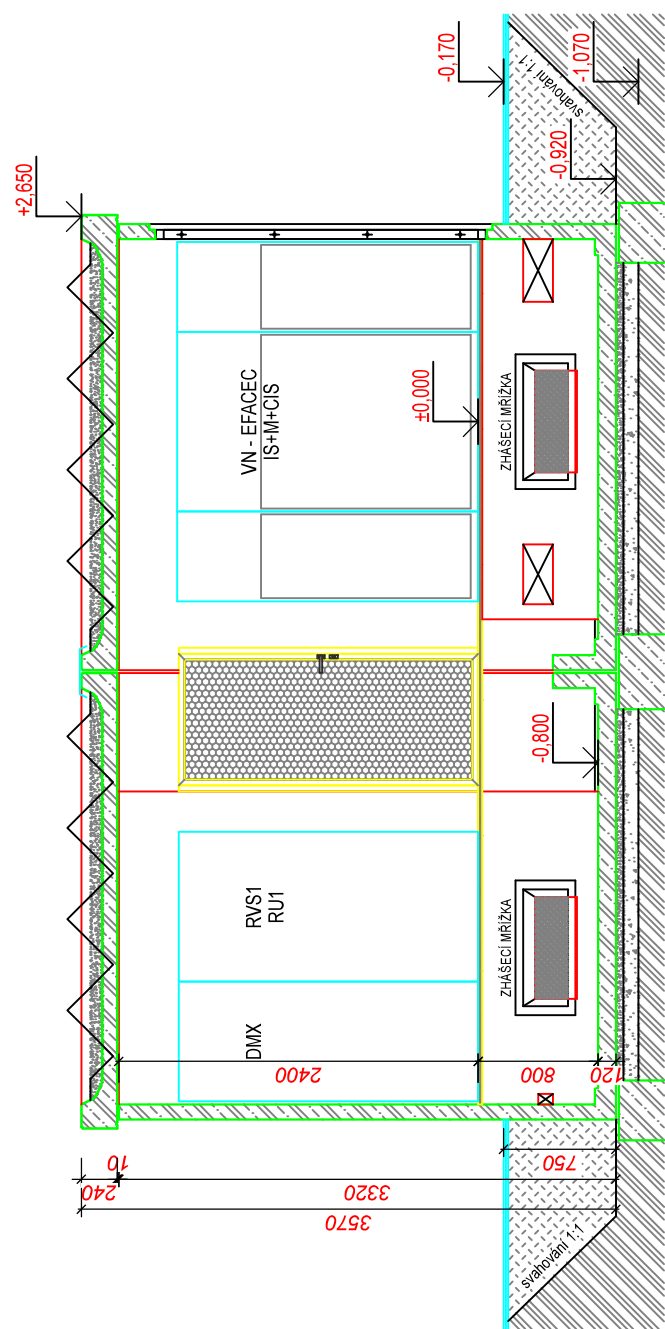 +2,650
-0,170
svahování 1:1
-1,070
-0,920
VN - EFACEC
IS+M+CIS
±0,000
ZHÁŠECÍ MŘÍŽKA
-0,800
RVS1
RU1
ZHÁŠECÍ MŘÍŽKA
DMX
2400
800
120
10
240
3320
3570
750
svahování 1:1